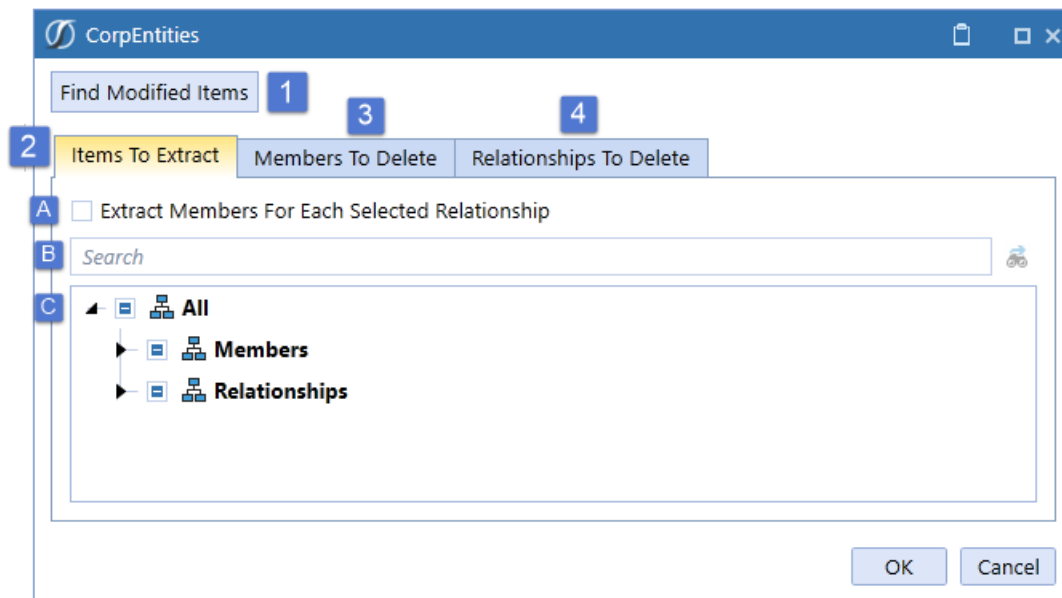 CorpEntities
Find Modified Items 1
3 4
2 Items To Extract Members To Delete Relationships To Delete
A Extract Members For Each Selected Relationship
B Search
C All
Members
Relationships
OK Cancel